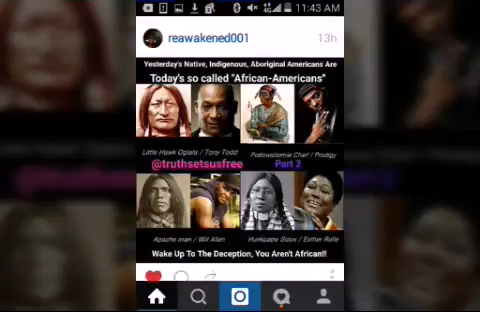 4G
11:43 AM
reawakened001
13h
Yesterday's Native, Indigenous, Aboriginal Americans Are
Today's so called "African-Americans"
Little Hawk Oglala / Tony Todd
Pottawatomie Chief / Prodigy
@truthsetsusfree
Part 2
Apache man / Will Allen
Hunkpapa Sioux / Esther Rolle
Wake Up To The Deception, You Aren't African!!